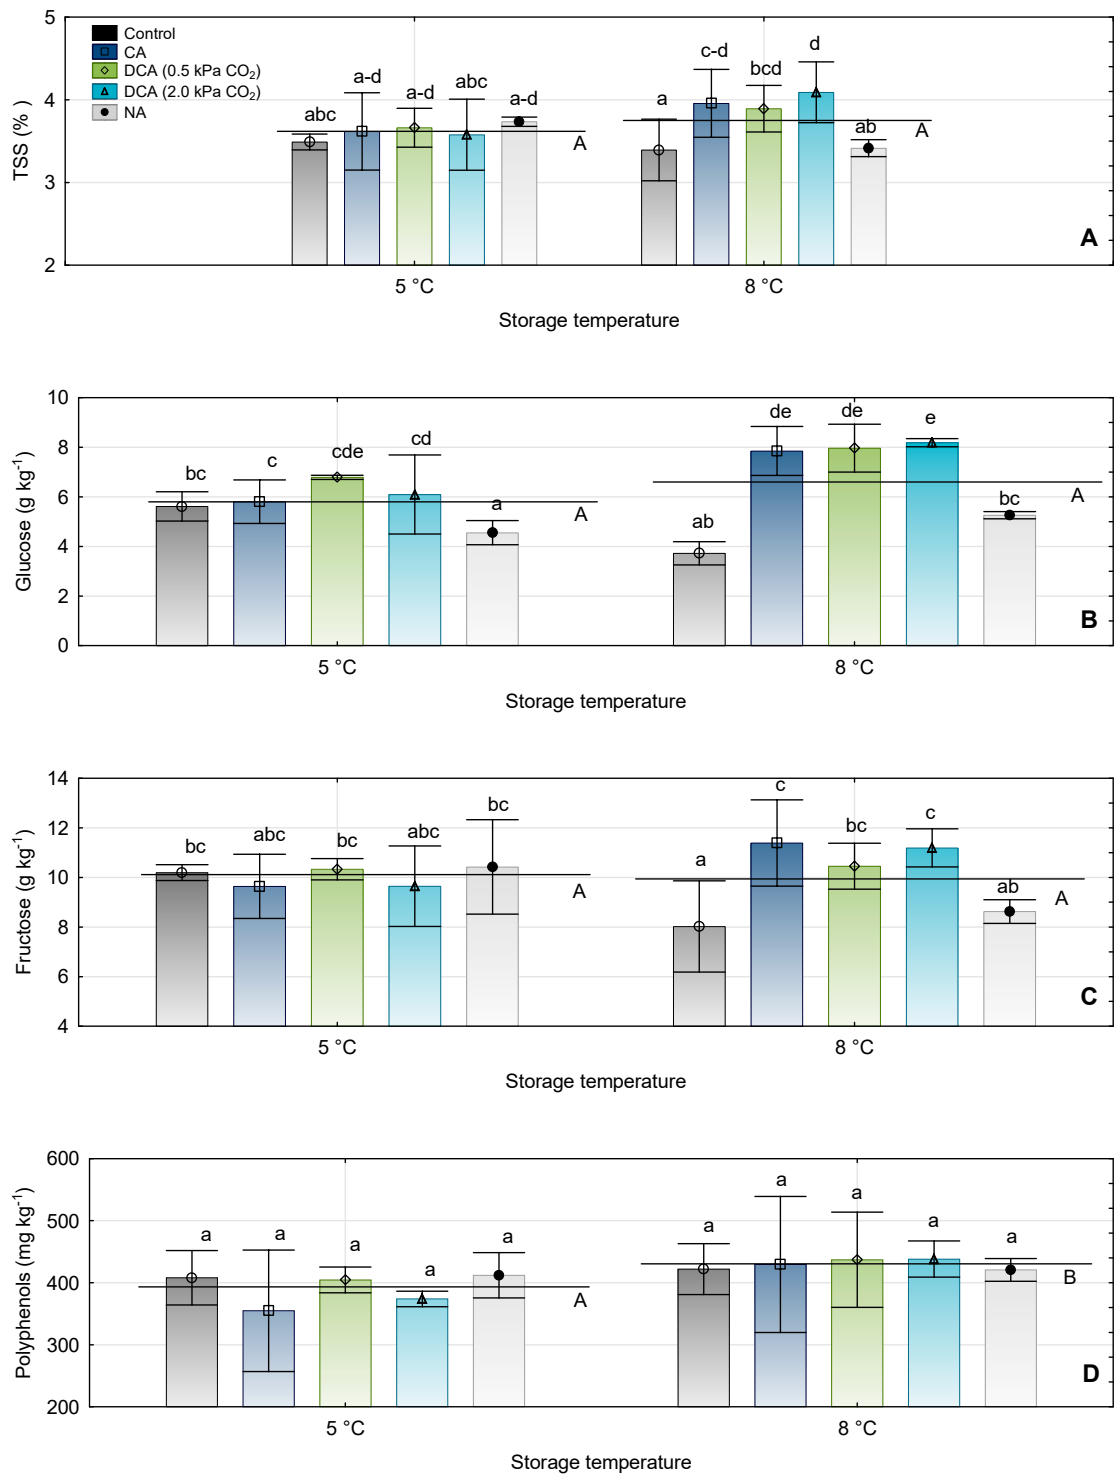 5
Control
CA
DCA (0.5 kPa CO₂)
DCA (2.0 kPa CO₂)
NA
4
3
2
TSS (% )
abc
a-d
a-d
abc
a-d
A
a
c-d
bcd
d
ab
A
A
5 °C
8 °C
Storage temperature
10
8
6
4
2
0
Glucose (g kg⁻¹)
bc
c
cde
cd
a
A
ab
de
de
e
bc
A
B
5 °C
8 °C
Storage temperature
14
12
10
8
6
4
Fructose (g kg⁻¹)
bc
abc
bc
abc
bc
A
a
c
bc
c
ab
A
C
5 °C
8 °C
Storage temperature
600
500
400
300
200
Polyphenols (mg kg⁻¹)
a
a
a
a
a
A
a
a
a
a
a
B
D
5 °C
8 °C
Storage temperature